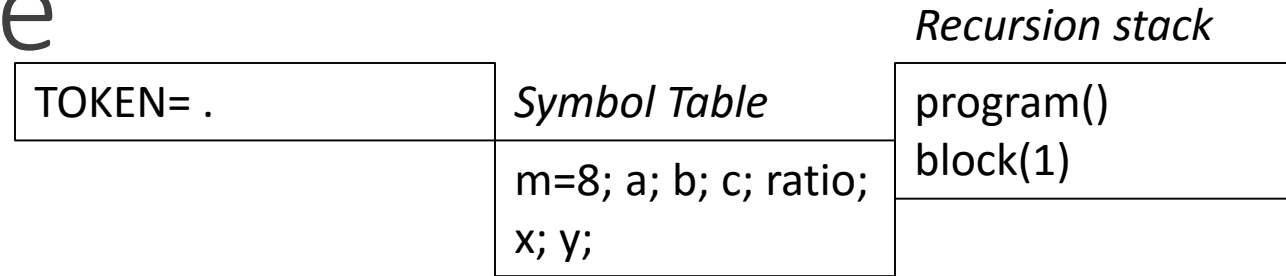 e
Recursion stack
TOKEN= .
Symbol Table
program()
block(1)
m=8; a; b; c; ratio;
x; y;